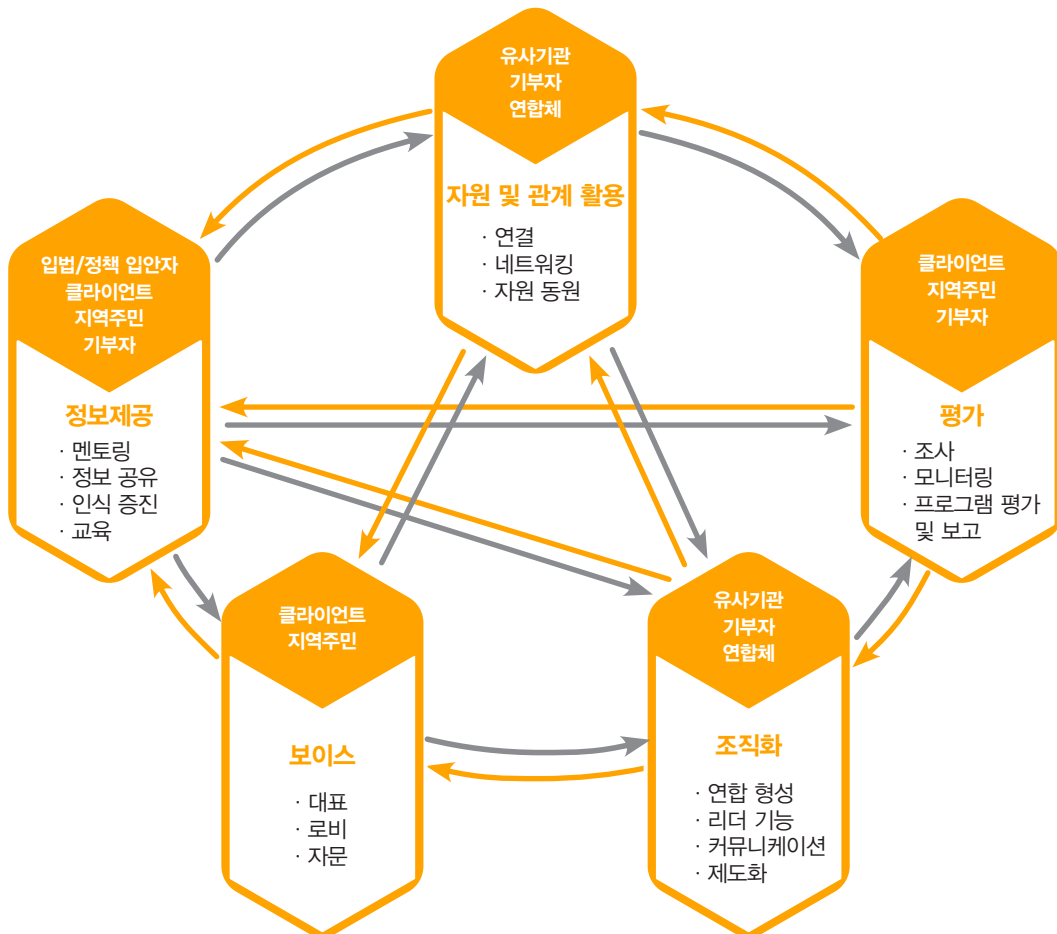 유사기관
기부자
연합체
자원 및 관계 활용
· 연결
· 네트워킹
· 자원 동원
입법/정책 입안자
클라이언트
지역주민
기부자
정보제공
· 멘토링
· 정보 공유
· 인식 증진
· 교육
클라이언트
지역주민
기부자
평가
· 조사
· 모니터링
· 프로그램 평가
및 보고
클라이언트
지역주민
보이스
· 대표
· 로비
· 자문
유사기관
기부자
연합체
조직화
· 연합 형성
· 리더 기능
· 커뮤니케이션
· 제도화